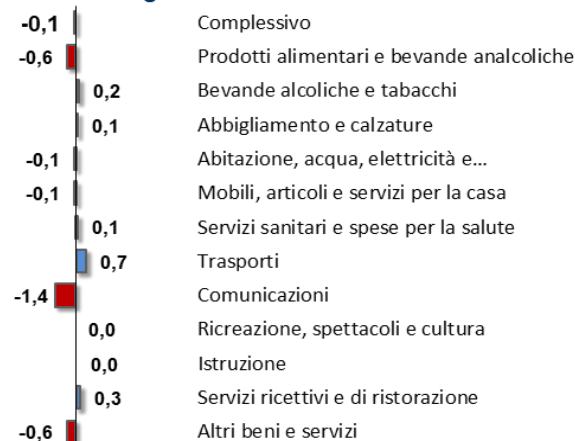 -0,1 Complessivo
-0,6 Prodotti alimentari e bevande analcoliche
0,2 Bevande alcoliche e tabacchi
0,1 Abbigliamento e calzature
-0,1 Abitazione, acqua, elettricità e...
-0,1 Mobili, articoli e servizi per la casa
0,1 Servizi sanitari e spese per la salute
0,7 Trasporti
-1,4 Comunicazioni
0,0 Ricreazione, spettacoli e cultura
0,0 Istruzione
0,3 Servizi ricettivi e di ristorazione
-0,6 Altri beni e servizi